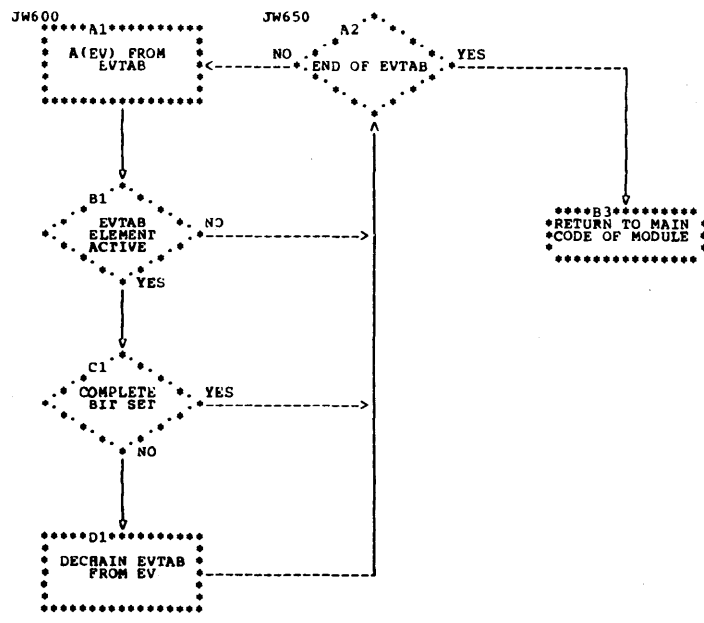 JW600
JW650
A1
A(EV) FROM
EVTAB
A2
END OF EVTAB
NO
YES
B1
EVTAB
ELEMENT
ACTIVE
NO
YES
B3
RETURN TO MAIN
CODE OF MODULE
C1
COMPLETE
BIT SET
YES
NO
D1
DECHAIN EVTAB
FROM EV